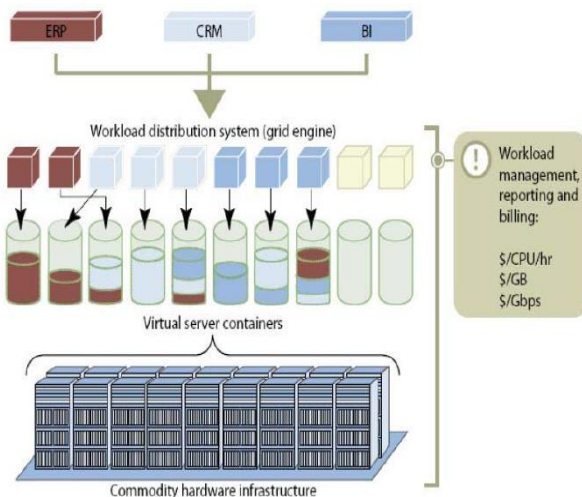 ERP
CRM
BI
Workload distribution system (grid engine)
Workload
management,
reporting and
billing:
$/CPU/hr
$/GB
$/Gbps
Virtual server containers
Commodity hardware infrastructure